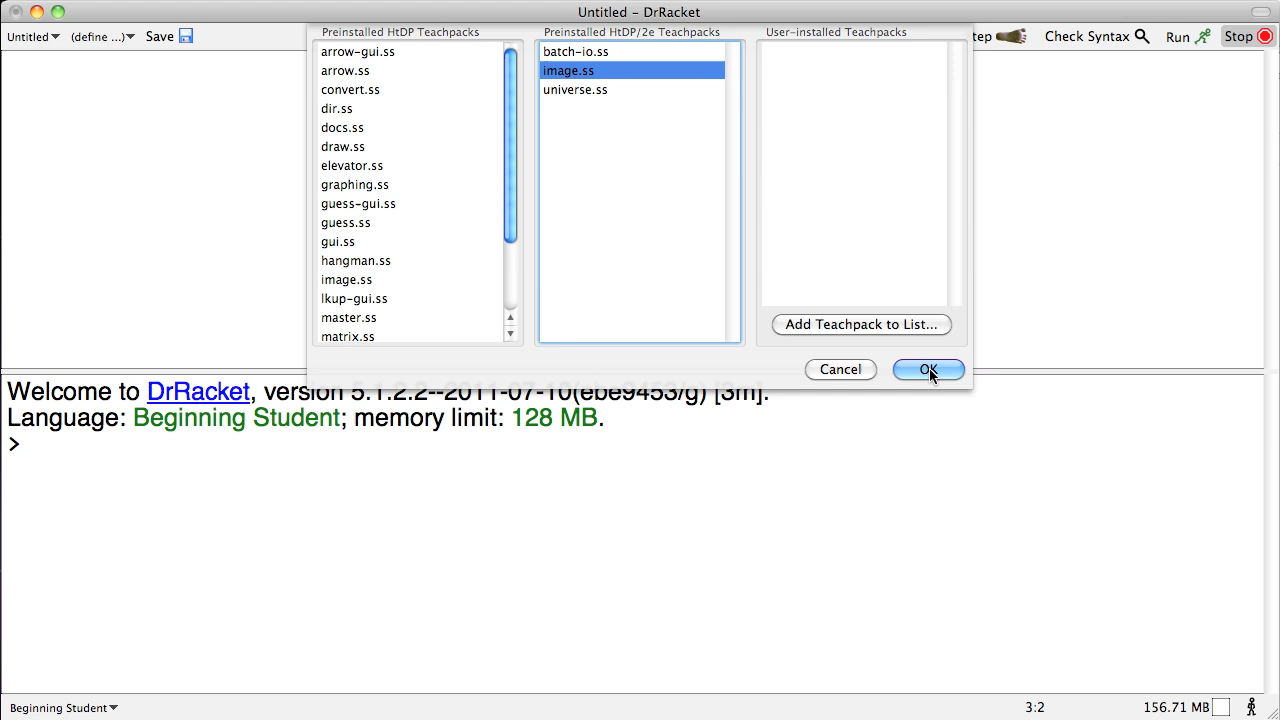 Untitled – DrRacket
Untitled▾ (define ...)▾ Save
tep Check Syntax Run Stop
Preinstalled HtDP Teachpacks
arrow-gui.ss
arrow.ss
convert.ss
dir.ss
docs.ss
draw.ss
elevator.ss
graphing.ss
guess-gui.ss
guess.ss
gui.ss
hangman.ss
image.ss
lkup-gui.ss
master.ss
matrix.ss
Preinstalled HtDP/2e Teachpacks
batch-io.ss
image.ss
universe.ss
User-installed Teachpacks
Add Teachpack to List...
Cancel OK
Welcome to DrRacket, version 5.1.2.2--2011-07-10(ebe9453/g) [3m].
Language: Beginning Student; memory limit: 128 MB.
>
Beginning Student▾ 3:2 156.71 MB